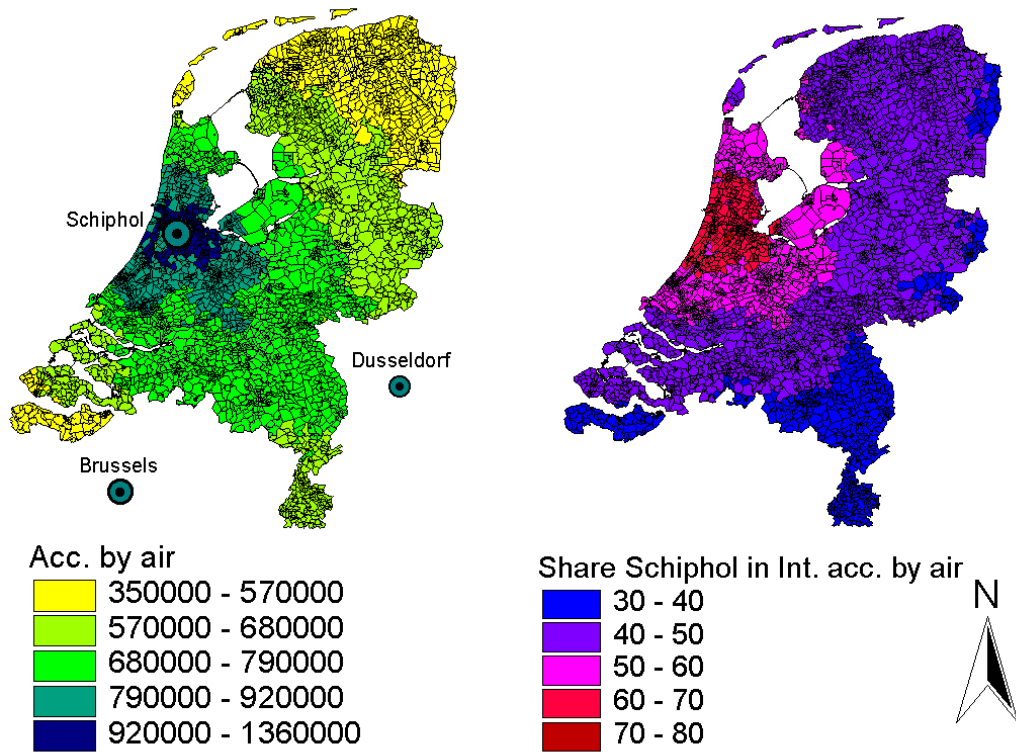 Schiphol
Dusseldorf
Brussels
Acc. by air
350000 - 570000
570000 - 680000
680000 - 790000
790000 - 920000
920000 - 1360000
Share Schiphol in Int. acc. by air
30 - 40
40 - 50
50 - 60
60 - 70
70 - 80
N